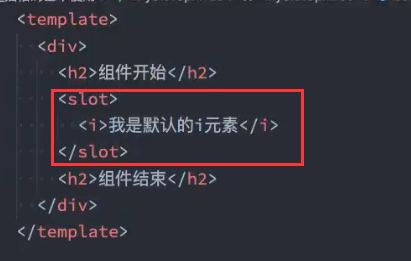 <template>
<div>
<h2>组件开始</h2>
<slot>
<i>我是默认的i元素</i>
</slot>
<h2>组件结束</h2>
</div>
</template>